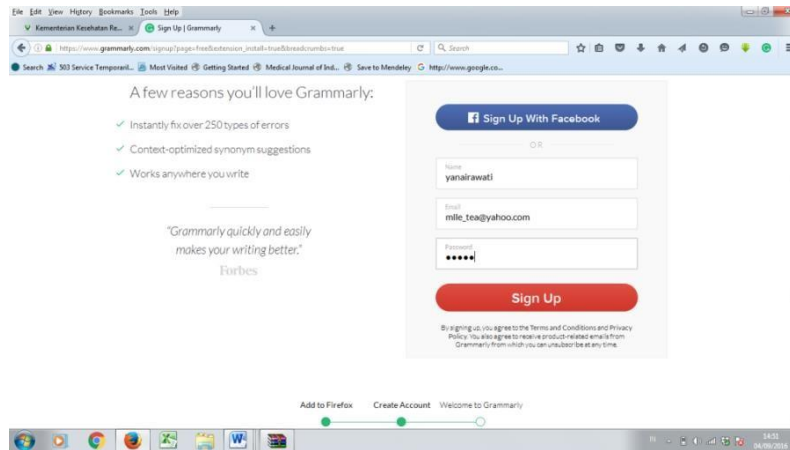 File Edit View History Bookmarks Tools Help
Kementerian Kesehatan Re... × Sign Up | Grammarly × +
https://www.grammarly.com/signup?page=free&extension_install=true&breadcrumbs=true Search
Search 503 Service Temporaril... Most Visited Getting Started Medical Journal of Ind... Save to Mendeley http://www.google.co...
A few reasons you'll love Grammarly:
Instantly fix over 250 types of errors
Context-optimized synonym suggestions
Works anywhere you write
"Grammarly quickly and easily
makes your writing better."
Forbes
Sign Up With Facebook
OR
Name
yanairawati
Email
mlle_tea@yahoo.com
Password
•••••
Sign Up
By signing up, you agree to the Terms and Conditions and Privacy
Policy. You also agree to receive product-related emails from
Grammarly from which you can unsubscribe at any time.
Add to Firefox Create Account Welcome to Grammarly
14:51
04/09/2016